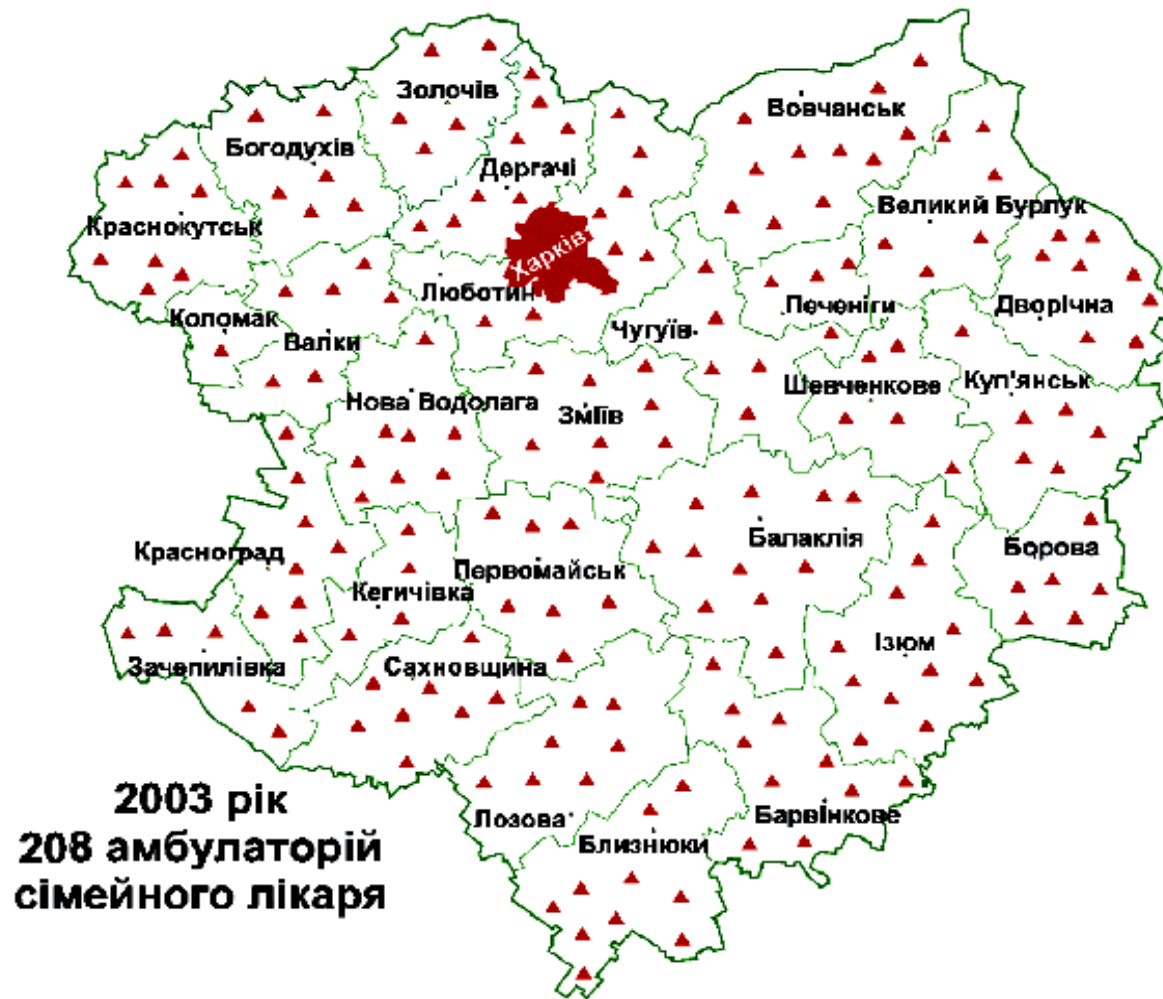 Золочів
Вовчанськ
Богодухів
Дергачі
Великий Бурлук
Краснокутськ
Харків
Люботин
Печеніги
Дворічна
Коломак
Валіки
Чугуїв
Шевченкове
Куп'янськ
Нова Водолага
Зміїв
Балаклія
Борова
Красноград
Первомайськ
Кегичівка
Ізюм
Зачепилівка
Сахновщина
2003 рік
208 амбулаторій
сімейного лікаря
Лозова
Барвінкове
Близнюки